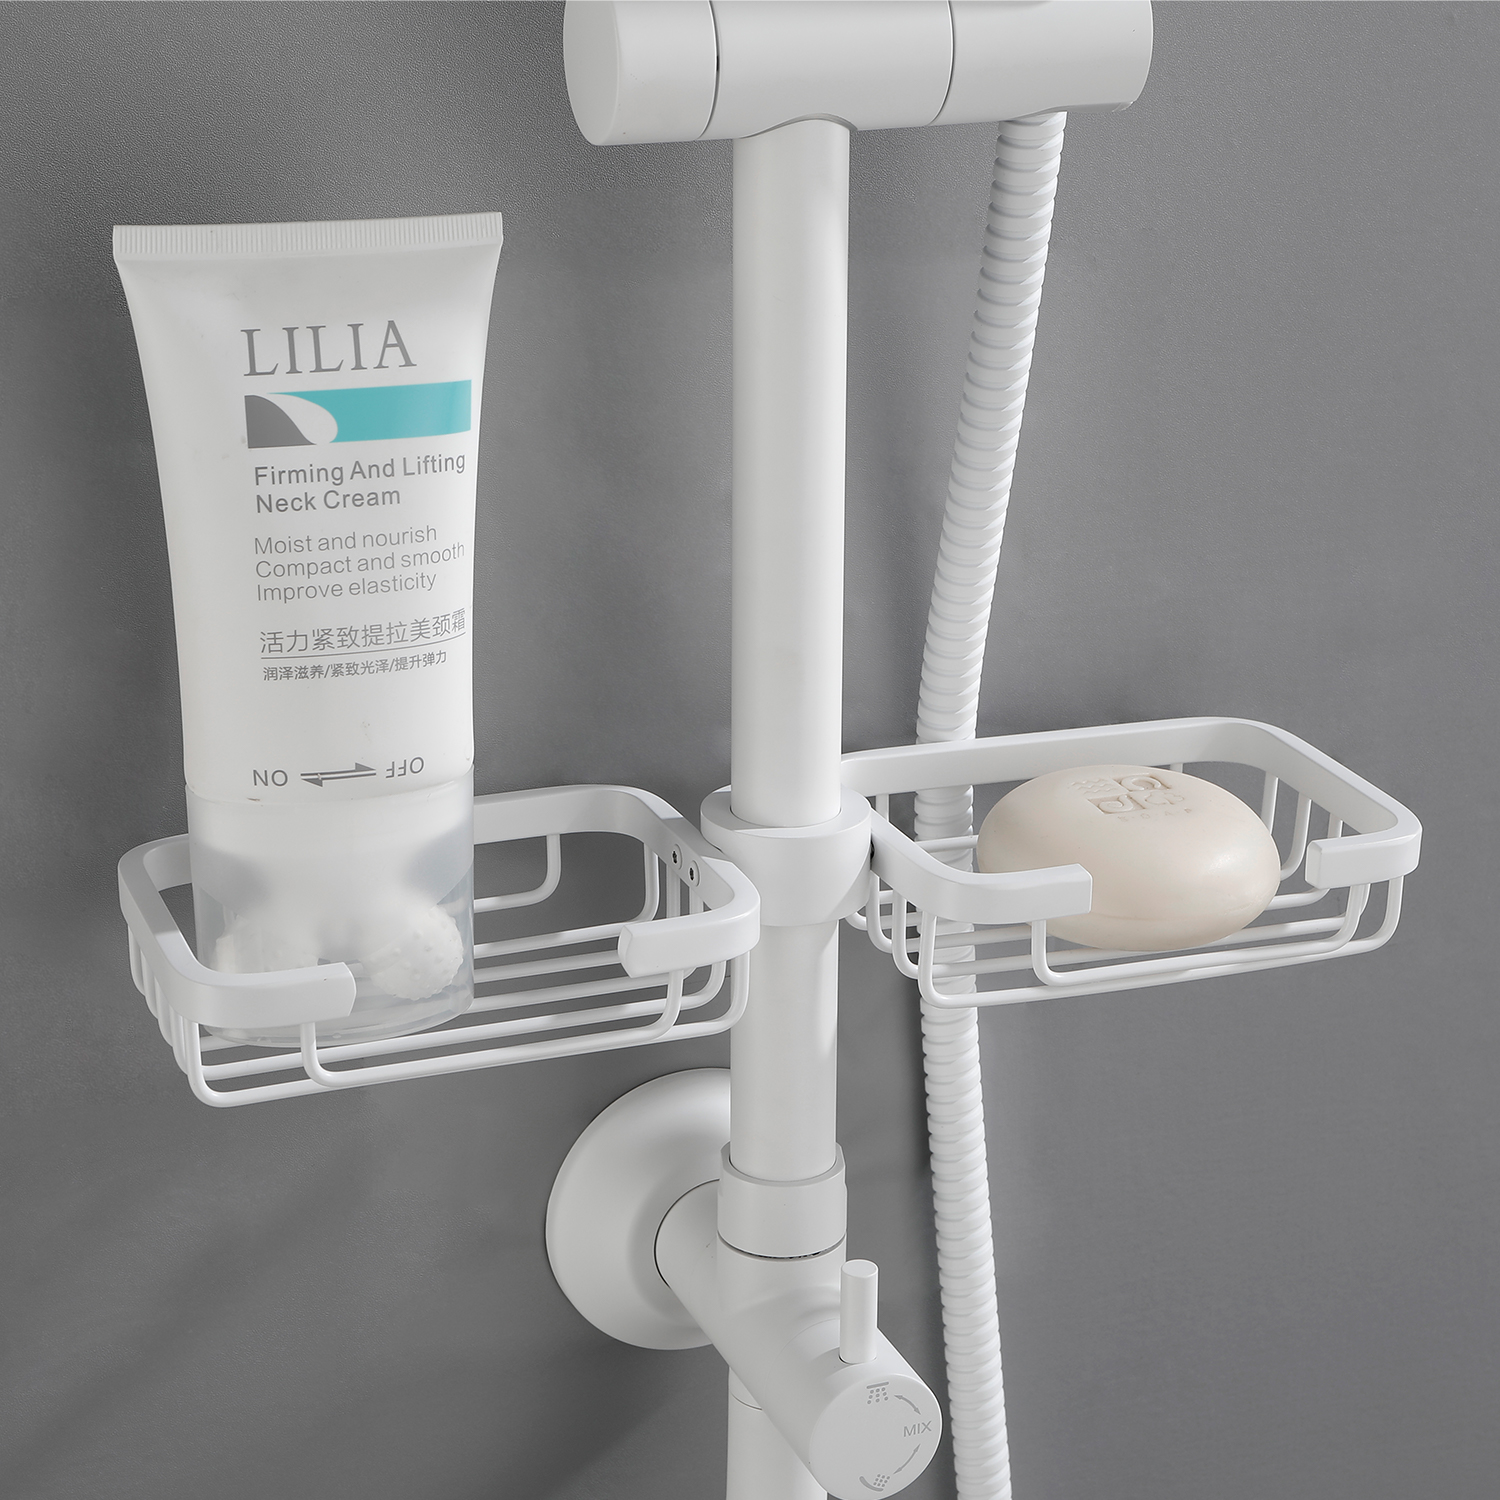 LILIA
Firming And Lifting
Neck Cream
Moist and nourish
Compact and smooth
Improve elasticity
活力紧致提拉美颈霜
润泽滋养/紧致光泽/提升弹力
NO
OFF
SOAP
MIX